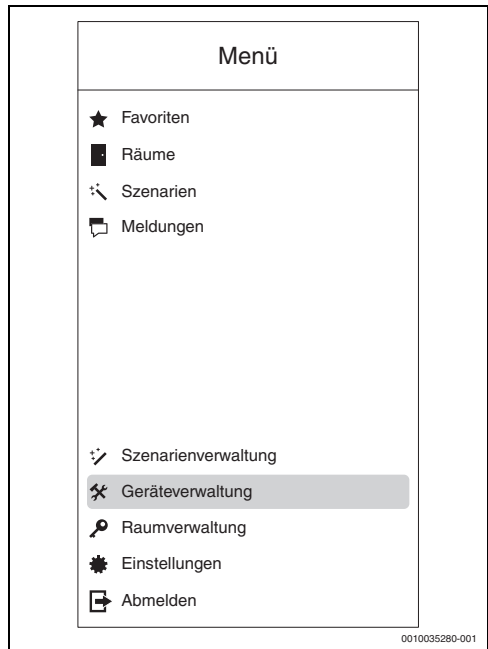 Menü
Favoriten
Räume
Szenarien
Meldungen
Szenarienverwaltung
Geräteverwaltung
Raumverwaltung
Einstellungen
Abmelden
0010035280-001